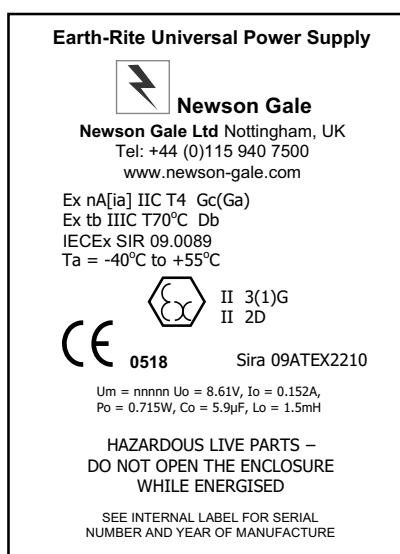 Earth-Rite Universal Power Supply
Newson Gale
Newson Gale Ltd Nottingham, UK
Tel: +44 (0)115 940 7500
www.newson-gale.com
Ex nA[ia] IIC T4 Gc(Ga)
Ex tb IIIC T70°C Db
IECEx SIR 09.0089
Ta = -40°C to +55°C
Ex II 3(1)G
II 2D
CE 0518 Sira 09ATEX2210
Um = nnnnn Uo = 8.61V, Io = 0.152A,
Po = 0.715W, Co = 5.9µF, Lo = 1.5mH
HAZARDOUS LIVE PARTS –
DO NOT OPEN THE ENCLOSURE
WHILE ENERGISED
SEE INTERNAL LABEL FOR SERIAL
NUMBER AND YEAR OF MANUFACTURE